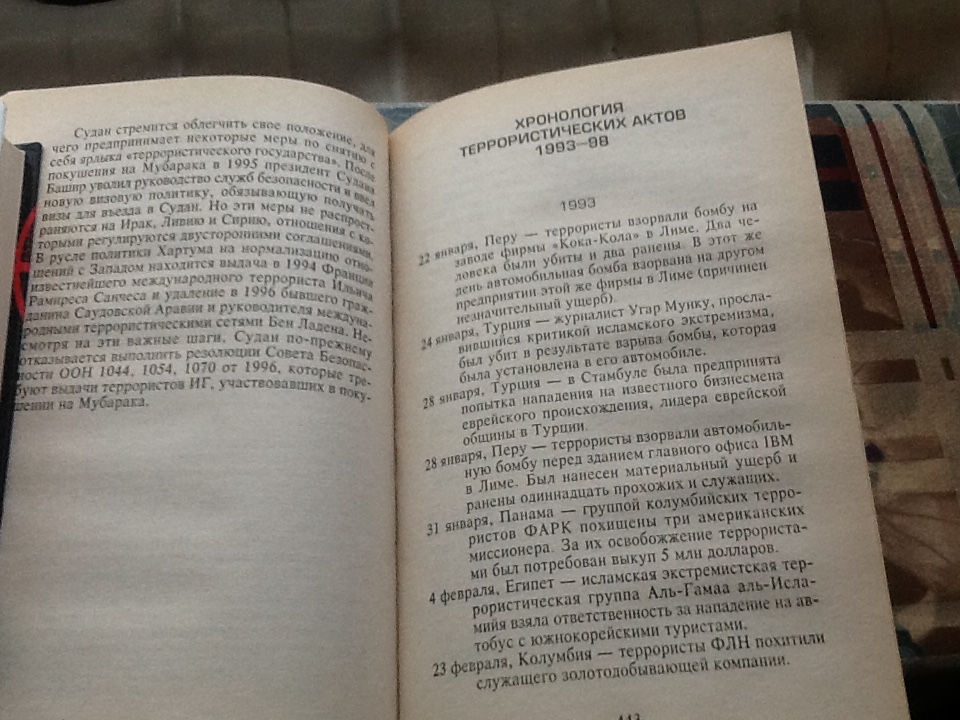 Судан стремится облегчить свое положение, для
чего предпринимает некоторые меры по снятию с
себя ярлыка «террористического государства». После
покушения на Мубарака в 1995 президент Судана
Башир уволил руководство служб безопасности и ввел
новую визовую политику, обязывающую получать
визы для въезда в Судан. Но эти меры не распрост-
раняются на Ирак, Ливию и Сирию, отношения с ко-
торыми регулируются двусторонними соглашениями.
В русле политики Хартума на нормализацию отно-
шений с Западом находится выдача в 1994 Франции
известнейшего международного террориста Ильича
Рамиреса Санчеса и удаление в 1996 бывшего граж-
данина Саудовской Аравии и руководителя междуна-
родными террористическими сетями Бен Ладена. Не-
смотря на эти важные шаги, Судан по-прежнему
отказывается выполнить резолюции Совета Безопас-
ности ООН 1044, 1054, 1070 от 1996, которые тре-
буют выдачи террористов ИГ, участвовавших в поку-
шении на Мубарака.
ХРОНОЛОГИЯ
ТЕРРОРИСТИЧЕСКИХ АКТОВ
1993—98
1993
22 января, Перу — террористы взорвали бомбу на
заводе фирмы «Кока-Кола» в Лиме. Два че-
ловека были убиты и два ранены. В этот же
день автомобильная бомба взорвана на другом
предприятии этой же фирмы в Лиме (причинен
незначительный ущерб).
24 января, Турция — журналист Угар Мунку, просла-
вившийся критикой исламского экстремизма,
был убит в результате взрыва бомбы, которая
была установлена в его автомобиле.
28 января, Турция — в Стамбуле была предпринята
попытка нападения на известного бизнесмена
еврейского происхождения, лидера еврейской
общины в Турции.
28 января, Перу — террористы взорвали автомобиль-
ную бомбу перед зданием главного офиса IBM
в Лиме. Был нанесен материальный ущерб и
ранены одиннадцать прохожих и служащих.
31 января, Панама — группой колумбийских терро-
ристов ФАРК похищены три американских
миссионера. За их освобожжение террориста-
ми был потребован выкуп 5 млн долларов.
4 февраля, Египет — исламская экстремистская тер-
рористическая группа Аль-Гамаа аль-Исла-
мийя взяла ответственность за нападение на ав-
тобус с южнокорейскими туристами.
23 февраля, Колумбия — террористы ФЛН похитили
служащего золотодобывающей компании.